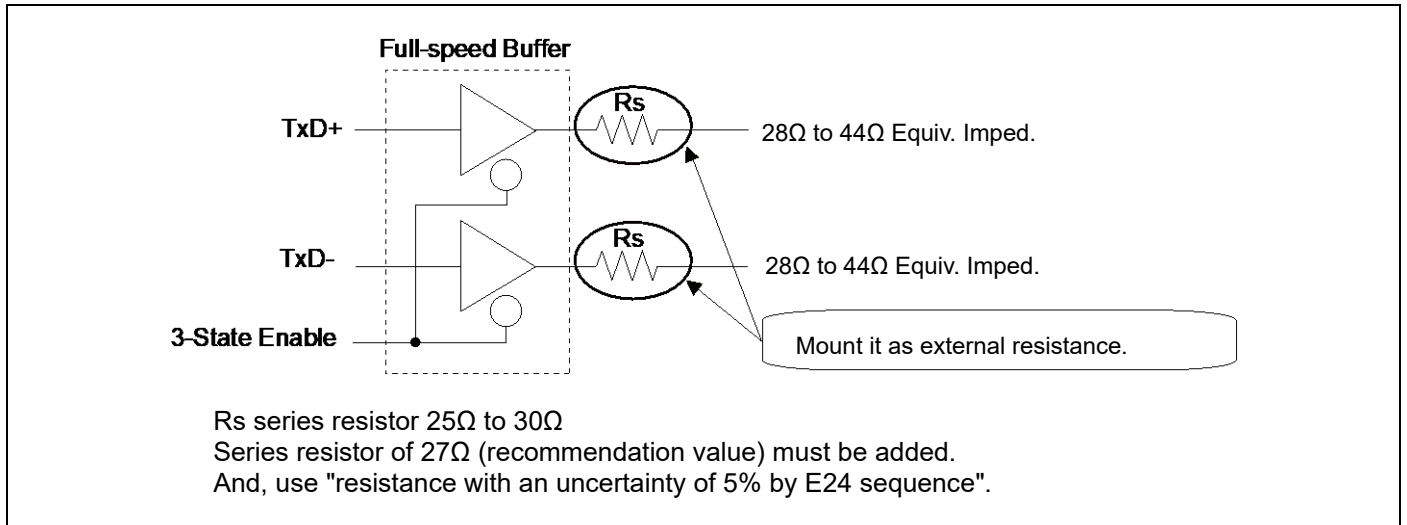 Full-speed Buffer
TxD+
Rs
28Ω to 44Ω Equiv. Imped.
TxD-
Rs
28Ω to 44Ω Equiv. Imped.
3-State Enable
Mount it as external resistance.
Rs series resistor 25Ω to 30Ω
Series resistor of 27Ω (recommendation value) must be added.
And, use "resistance with an uncertainty of 5% by E24 sequence".